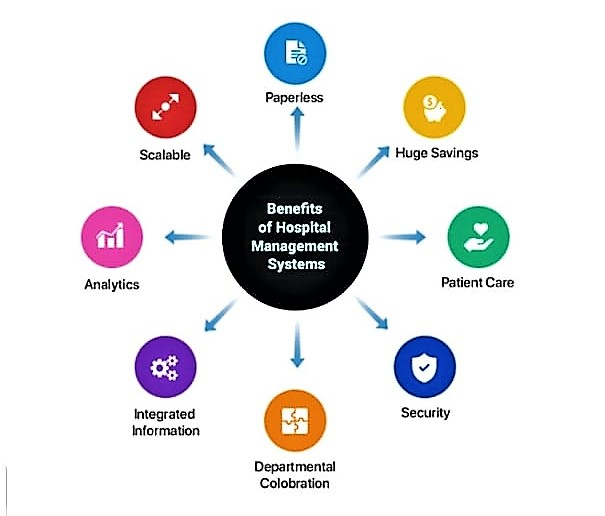 Paperless
Scalable
Huge Savings
Benefits
of Hospital
Management
Systems
Analytics
Patient Care
Integrated
Information
Security
Departmental
Colobration